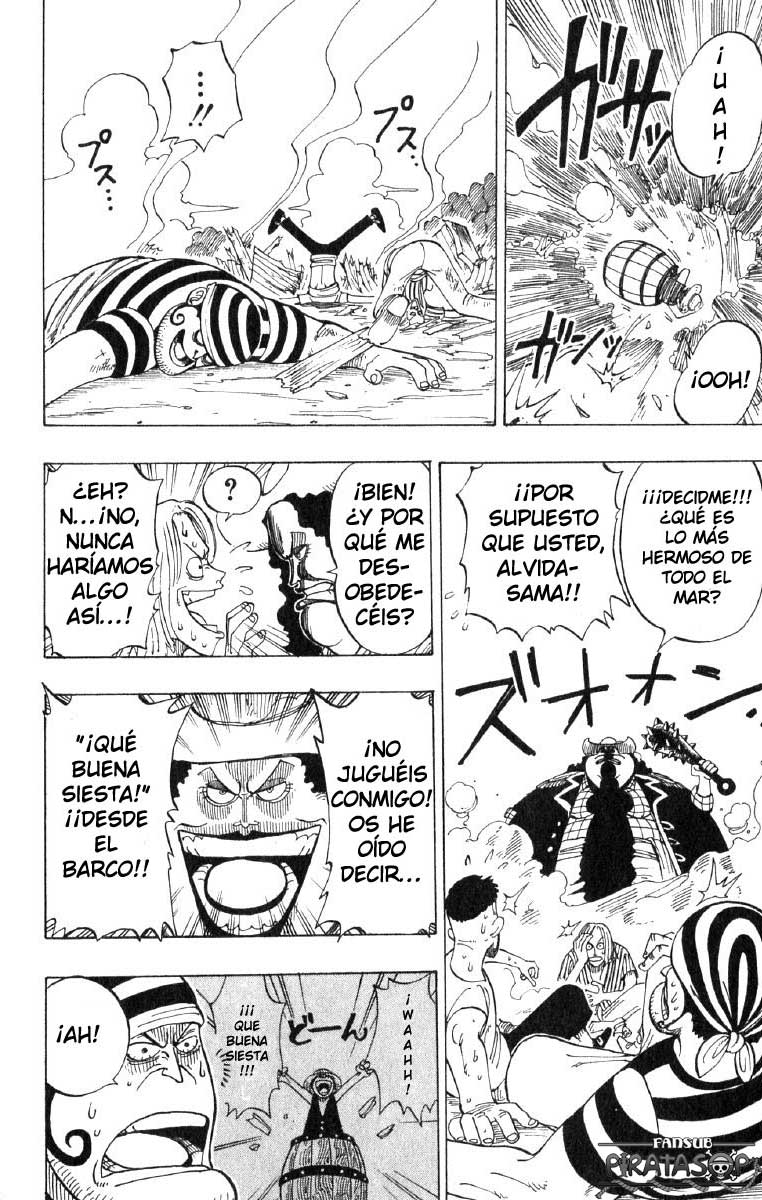 ¡UAH!
ガガッ
ガンッ
¡OOH!
…!!
プス…
プス…
¡¡¡DECIDME!!!
¿QUÉ ES
LO MÁS
HERMOSO DE
TODO EL
MAR?
¡¡POR
SUPUESTO
QUE USTED,
ALVIDA-
SAMA!!
ズオオン
¡BIEN!
¿Y POR
QUÉ ME
DES-
OBEDE-
CÉIS?
?
¿EH?
N...¡NO,
NUNCA
HARÍAMOS
ALGO
ASÍ...!
¡NO
JUGUÉIS
CONMIGO!
OS HE
OÍDO
DECIR...
"¡QUÉ
BUENA
SIESTA!"
¡¡DESDE
EL
BARCO!!
¡WAAHH!
どーん
¡¡¡
QUE
BUENA
SIESTA
!!!
¡AH!
FANSUB
PIRATASOP